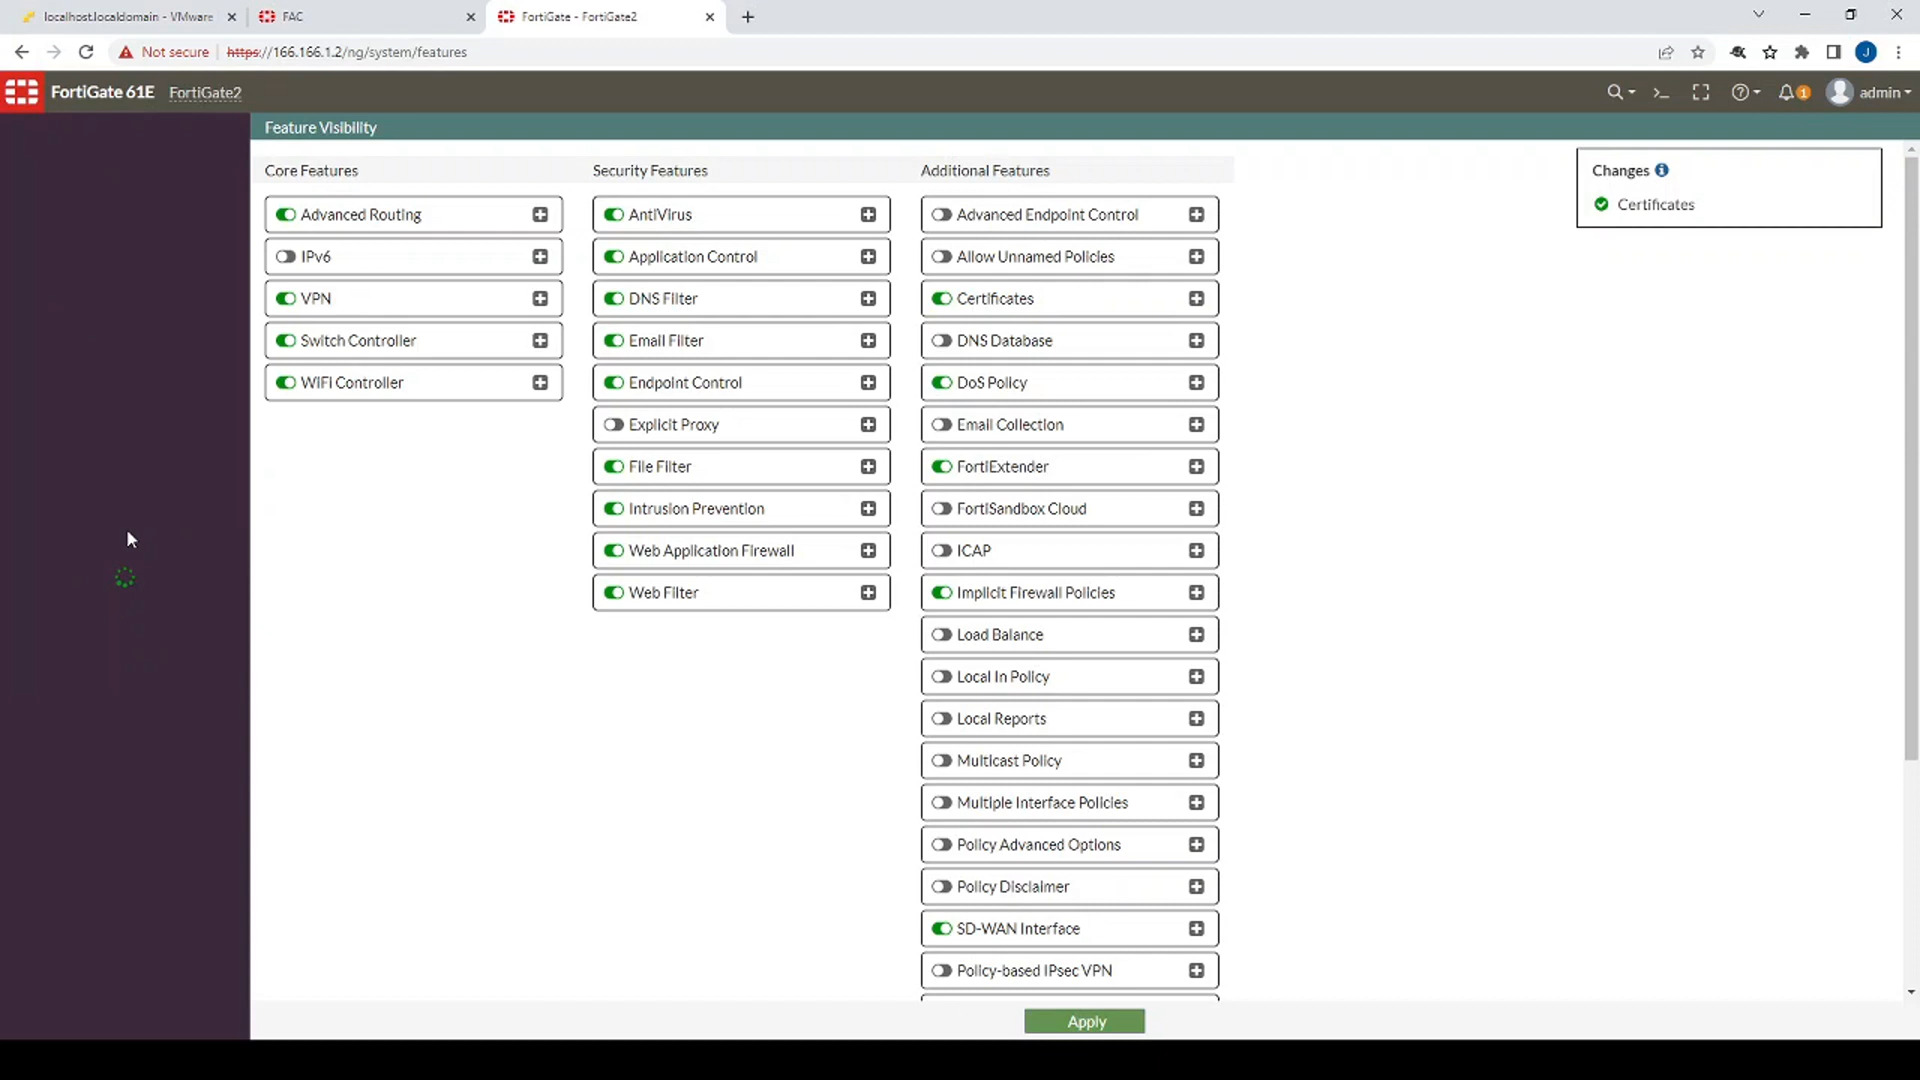 localhost.localdomain - VMware
FAC
FortiGate - FortiGate2
Not secure
https://166.166.1.2/ng/system/features
J
FortiGate 61E
FortiGate2
1
admin
Feature Visibility
Core Features
Advanced Routing
IPv6
VPN
Switch Controller
WiFi Controller
Security Features
AntiVirus
Application Control
DNS Filter
Email Filter
Endpoint Control
Explicit Proxy
File Filter
Intrusion Prevention
Web Application Firewall
Web Filter
Additional Features
Advanced Endpoint Control
Allow Unnamed Policies
Certificates
DNS Database
DoS Policy
Email Collection
FortiExtender
FortiSandbox Cloud
ICAP
Implicit Firewall Policies
Load Balance
Local In Policy
Local Reports
Multicast Policy
Multiple Interface Policies
Policy Advanced Options
Policy Disclaimer
SD-WAN Interface
Policy-based IPsec VPN
Changes
Certificates
Apply